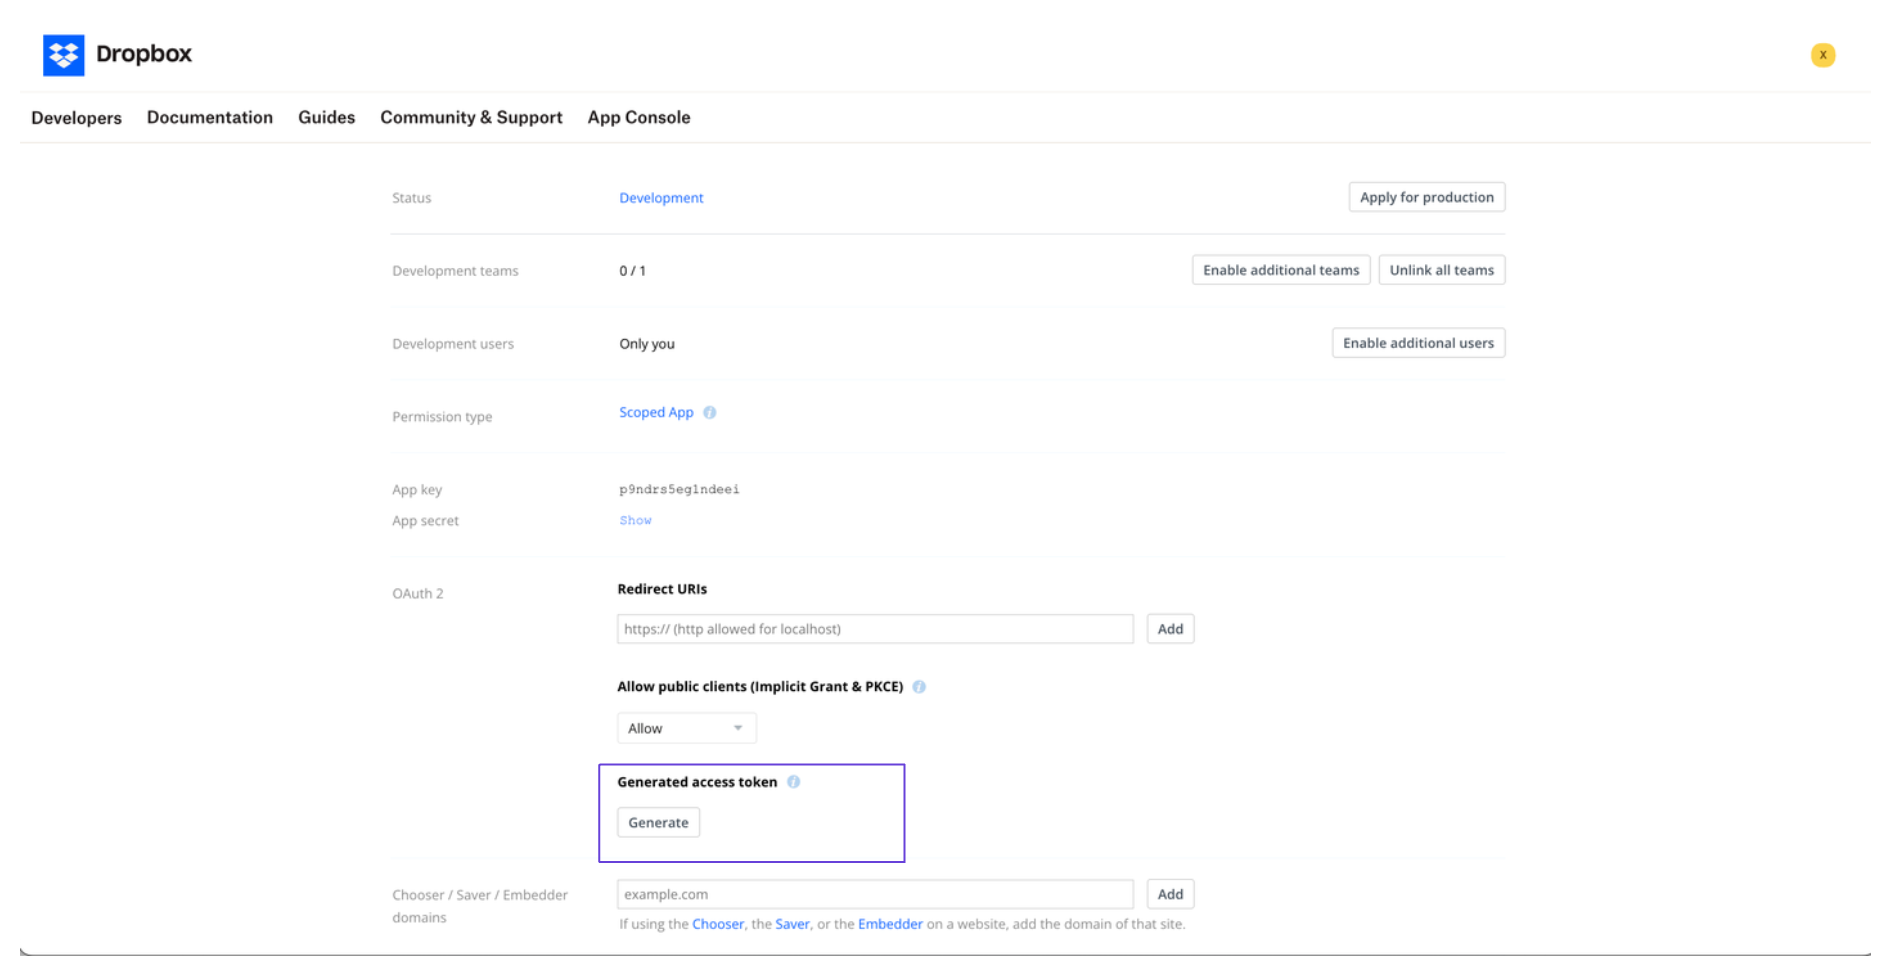 Dropbox
X
Developers Documentation Guides Community & Support App Console
Status Development Apply for production
Development teams 0 / 1 Enable additional teams Unlink all teams
Development users Only you Enable additional users
Permission type Scoped App i
App key p9ndrs5eg1ndeei
App secret Show
OAuth 2 Redirect URIs
https:// (http allowed for localhost) Add
Allow public clients (Implicit Grant & PKCE) i
Allow
Generated access token i
Generate
Chooser / Saver / Embedder domains
example.com Add
If using the Chooser, the Saver, or the Embedder on a website, add the domain of that site.